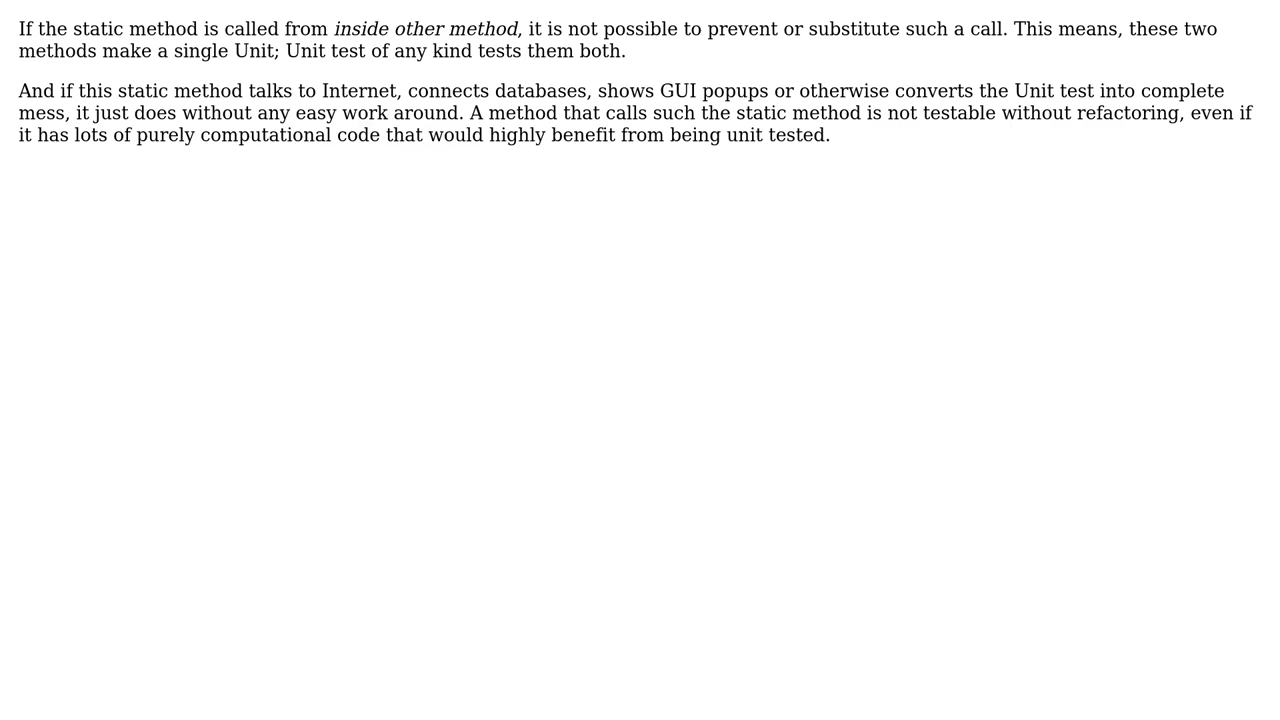 If the static method is called from inside other method, it is not possible to prevent or substitute such a call. This means, these two
methods make a single Unit; Unit test of any kind tests them both.
And if this static method talks to Internet, connects databases, shows GUI popups or otherwise converts the Unit test into complete
mess, it just does without any easy work around. A method that calls such the static method is not testable without refactoring, even if
it has lots of purely computational code that would highly benefit from being unit tested.